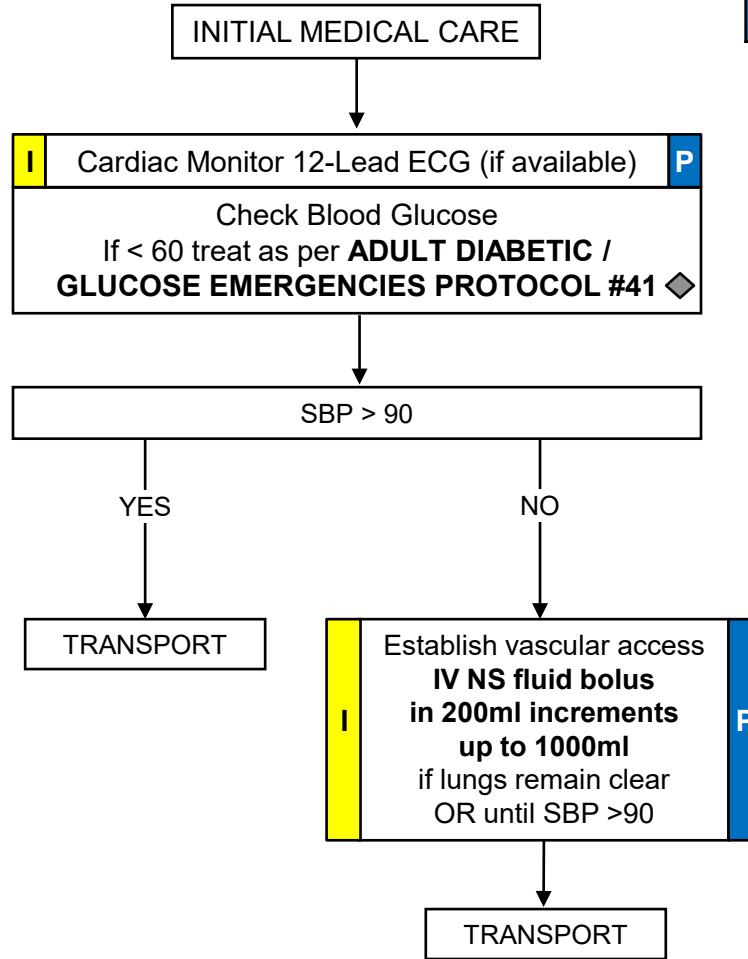 INITIAL MEDICAL CARE
I Cardiac Monitor 12-Lead ECG (if available) P
Check Blood Glucose
If < 60 treat as per ADULT DIABETIC /
GLUCOSE EMERGENCIES PROTOCOL #41
SBP > 90
YES
NO
TRANSPORT
Establish vascular access
IV NS fluid bolus
in 200ml increments
I
P
up to 1000ml
if lungs remain clear
OR until SBP >90
TRANSPORT